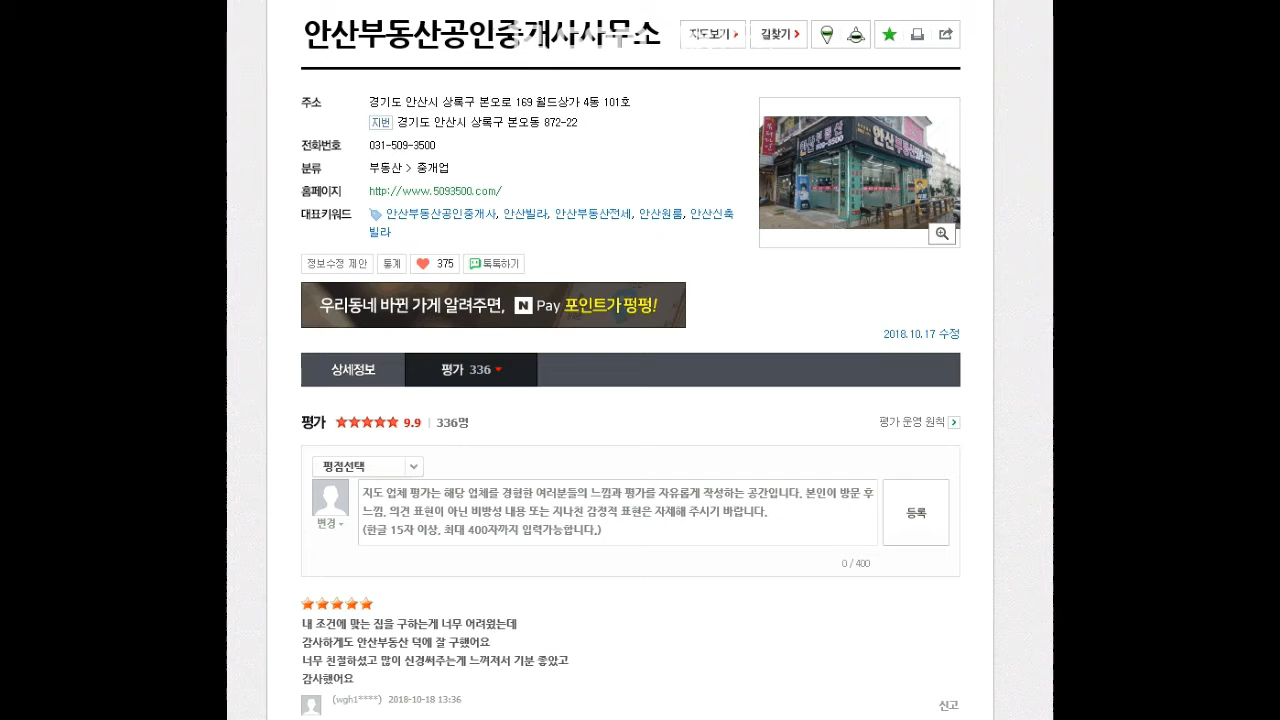 안산부동산공인중개사사무소
지도보기
길찾기
주소 경기도 안산시 상록구 본오로 169 월드상가 4동 101호
지번 경기도 안산시 상록구 본오동 872-22
전화번호 031-509-3500
분류 부동산 > 중개업
홈페이지 http://www.5093500.com/
대표키워드 안산부동산공인중개사, 안산빌라, 안산부동산전세, 안산원룸, 안산신축
빌라
안산부동산
정보수정 제안 통계 375 톡톡하기
우리동네 바뀐 가게 알려주면, N Pay 포인트가 펑펑!
2018.10.17 수정
상세정보 평가 336
평가 9.9 336명
평가 운영 원칙
평점선택
지도 업체 평가는 해당 업체를 경험한 여러분들의 느낌과 평가를 자유롭게 작성하는 공간입니다. 본인이 방문 후
느낌, 의견 표현이 아닌 비방성 내용 또는 지나친 감정적 표현은 자제해 주시기 바랍니다.
(한글 15자 이상, 최대 400자까지 입력가능합니다.)
변경
등록
0 / 400
내 조건에 맞는 집을 구하는게 너무 어려웠는데
감사하게도 안산부동산 덕에 잘 구했어요
너무 친절하셨고 많이 신경써주는게 느껴져서 기분 좋았고
감사했어요
(wgh1****) 2018-10-18 13:36
신고